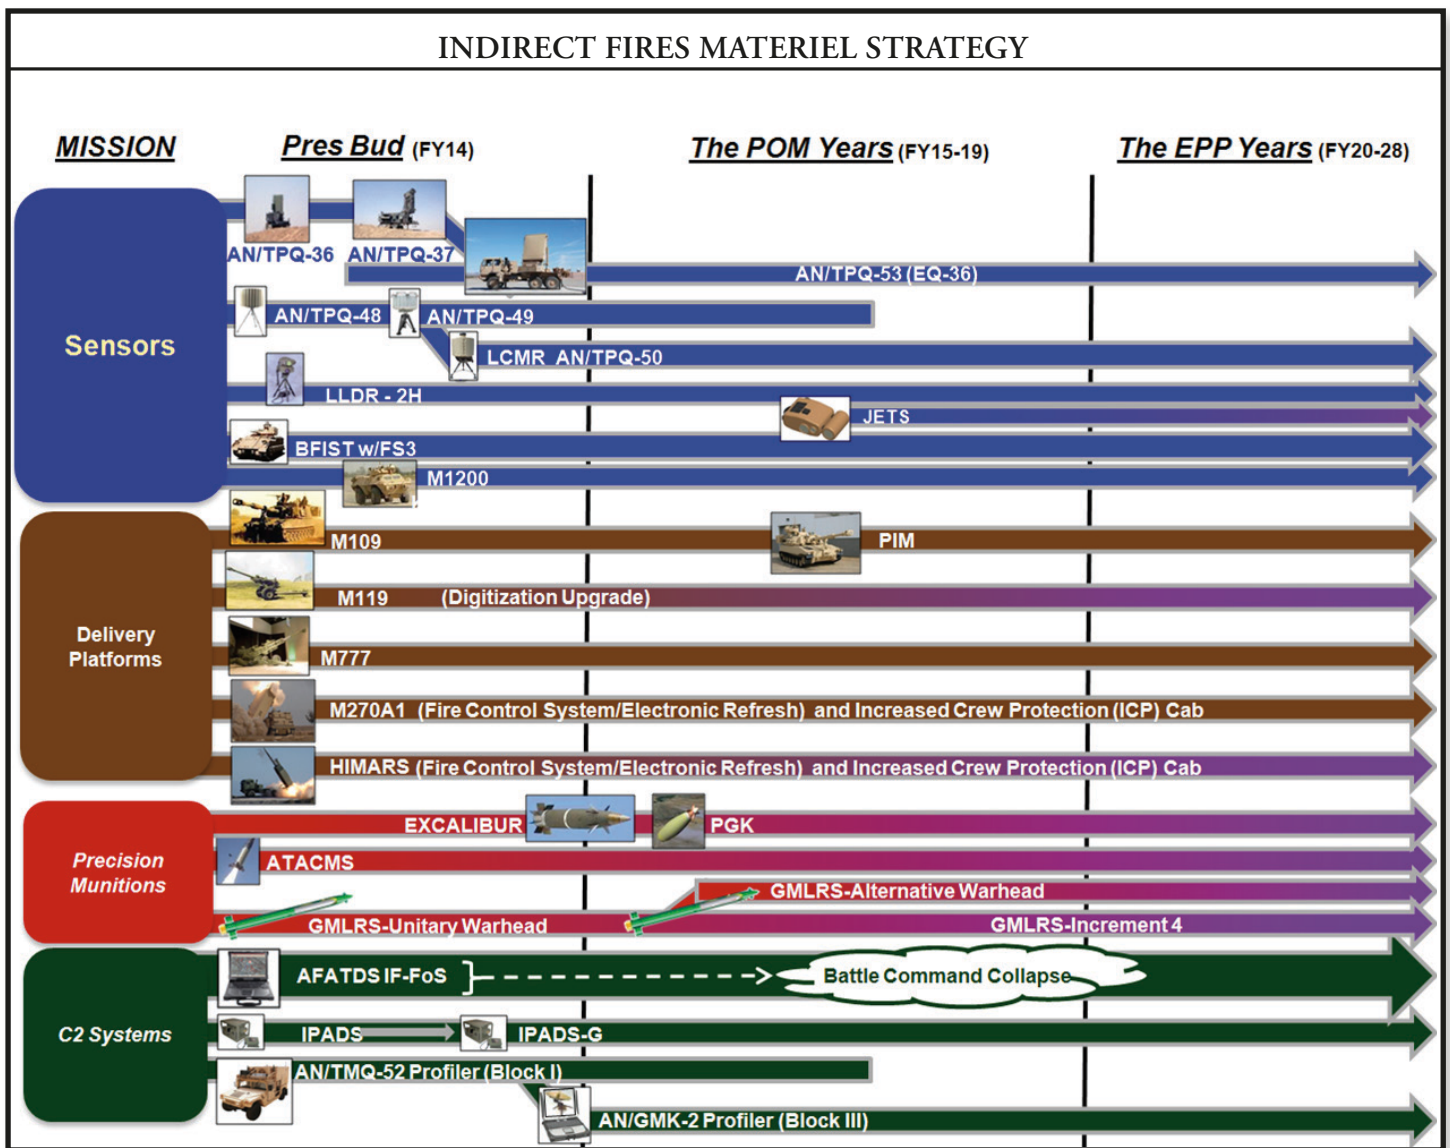 INDIRECT FIRES MATERIEL STRATEGY
MISSION
Pres Bud (FY14)
The POM Years (FY15-19)
The EPP Years (FY20-28)
Sensors
AN/TPQ-36
AN/TPQ-37
AN/TPQ-53 (EQ-36)
AN/TPQ-48
AN/TPQ-49
LCMR AN/TPQ-50
LLDR - 2H
JETS
BFIST w/FS3
M1200
Delivery
Platforms
M109
PIM
M119 (Digitization Upgrade)
M777
M270A1 (Fire Control System/Electronic Refresh) and Increased Crew Protection (ICP) Cab
HIMARS (Fire Control System/Electronic Refresh) and Increased Crew Protection (ICP) Cab
Precision
Munitions
EXCALIBUR
PGK
ATACMS
GMLRS-Alternative Warhead
GMLRS-Unitary Warhead
GMLRS-Increment 4
C2 Systems
AFATDS IF-FoS
Battle Command Collapse
IPADS
IPADS-G
AN/TMQ-52 Profiler (Block I)
AN/GMK-2 Profiler (Block III)